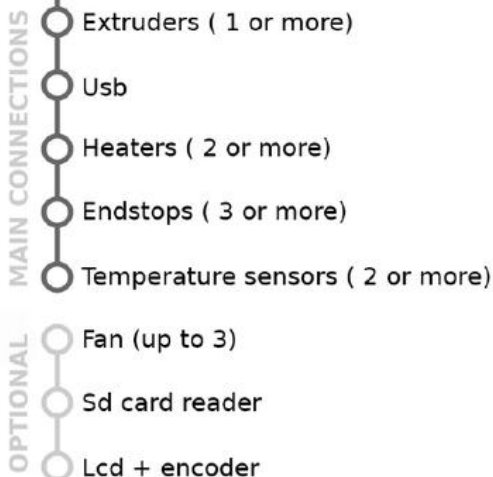 MAIN CONNECTIONS
Extruders ( 1 or more)
Usb
Heaters ( 2 or more)
Endstops ( 3 or more)
Temperature sensors ( 2 or more)
OPTIONAL
Fan (up to 3)
Sd card reader
Lcd + encoder